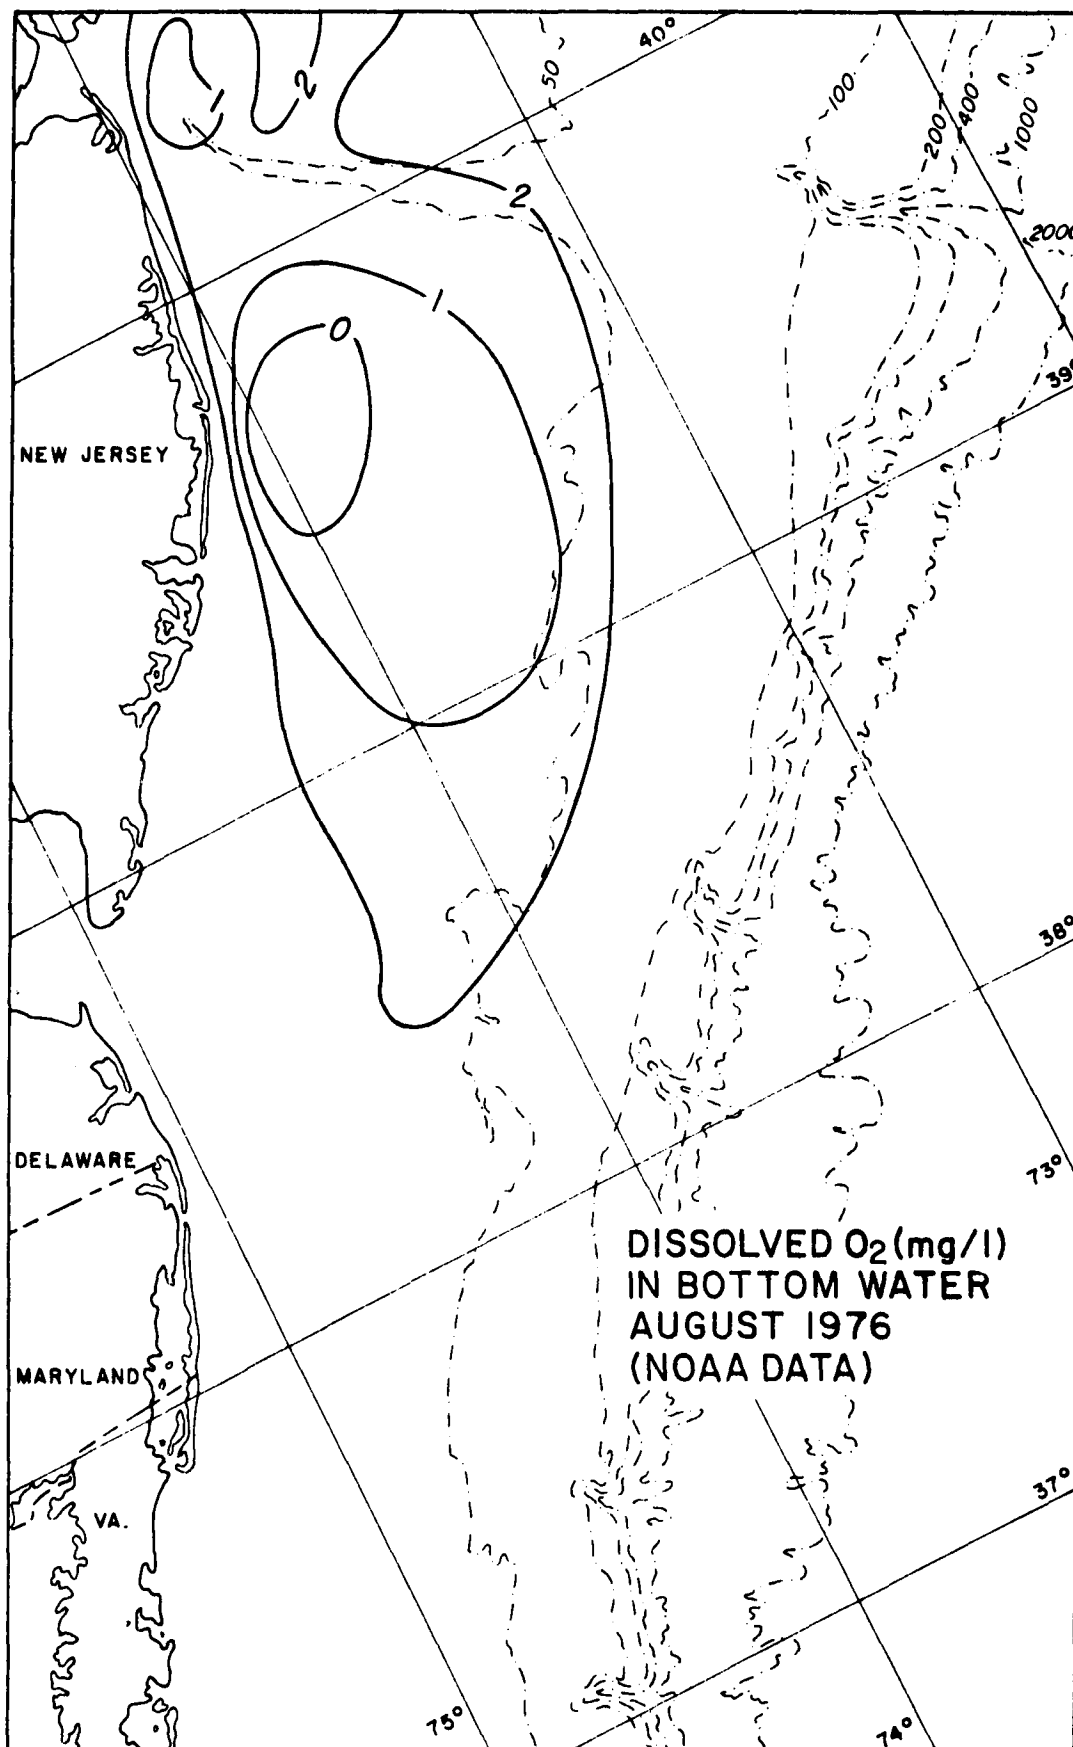 40°
50
100
200
400
1000
2000
1
2
2
39°
1
0
NEW JERSEY
38°
DELAWARE
73°
DISSOLVED O₂ (mg/l)
IN BOTTOM WATER
AUGUST 1976
(NOAA DATA)
MARYLAND
37°
VA.
75°
74°